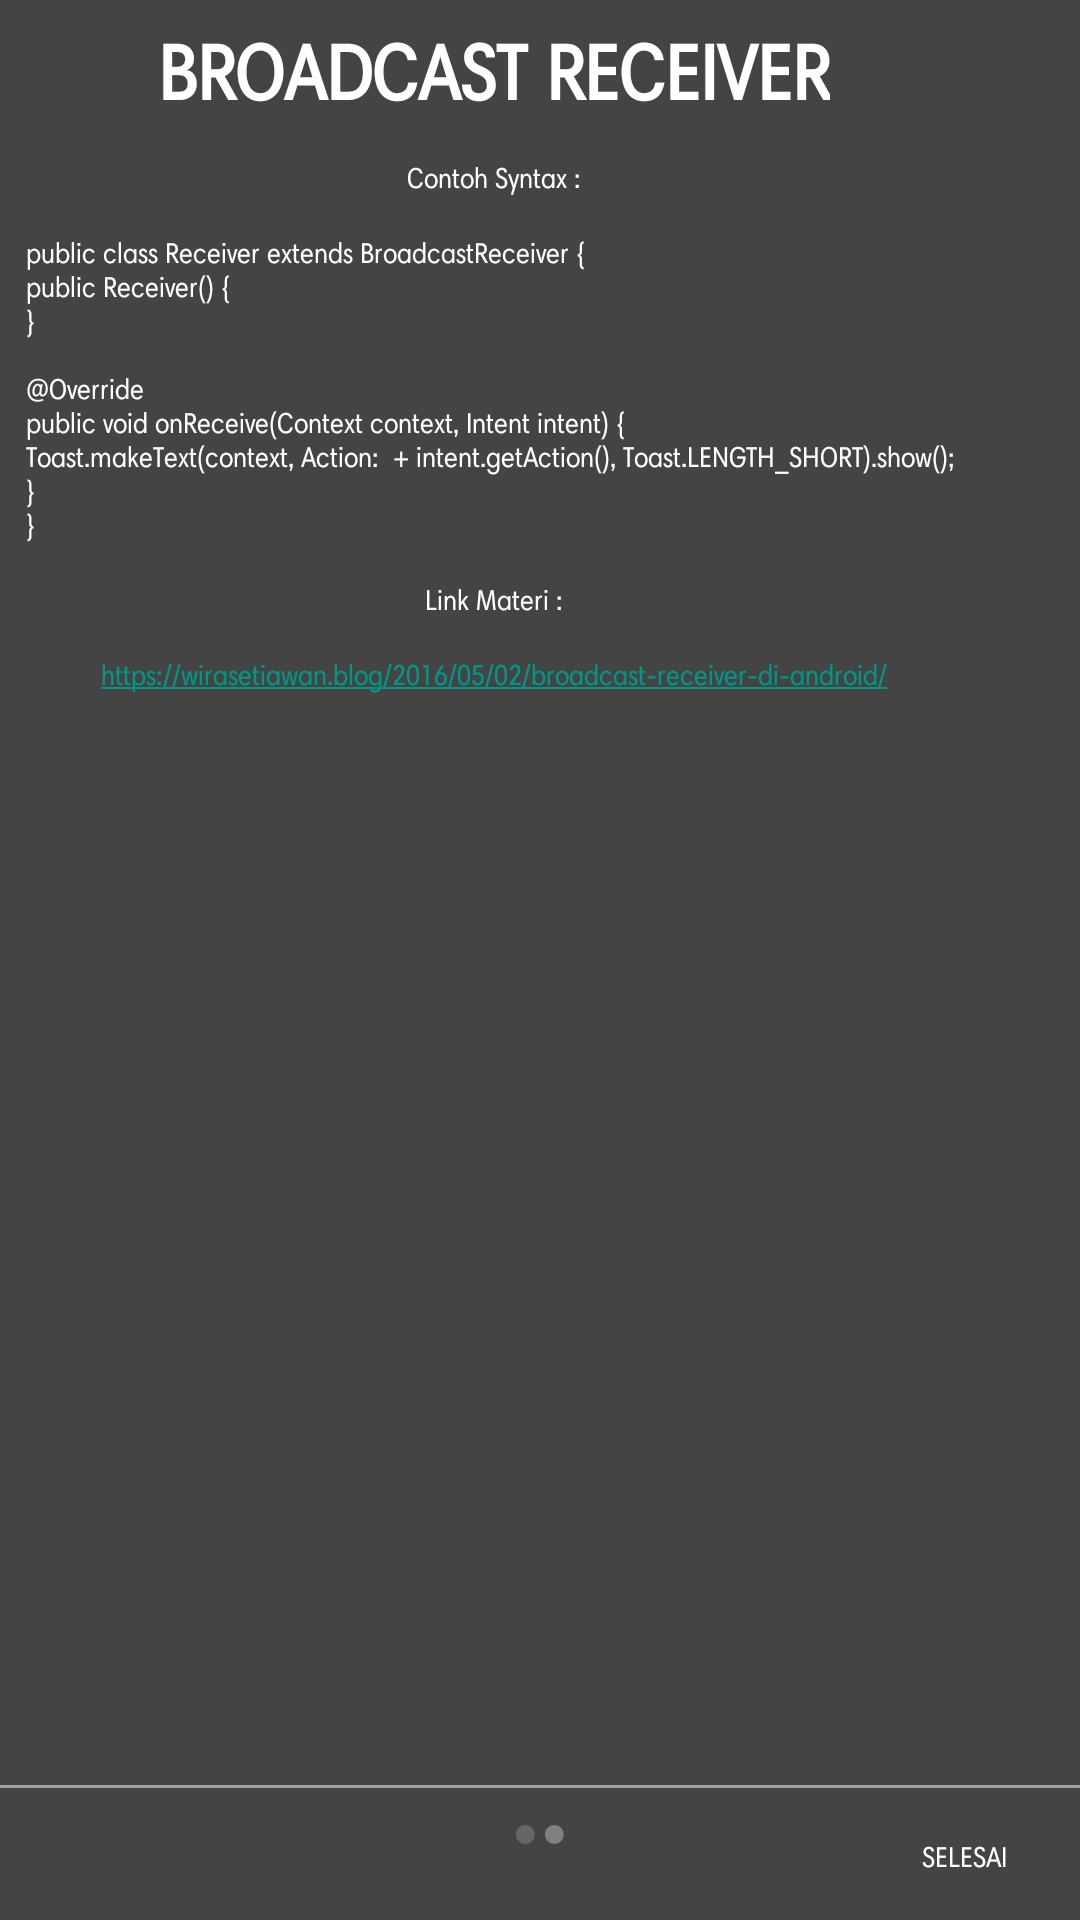 BROADCAST RECEIVER
Contoh Syntax :
public class Receiver extends BroadcastReceiver {
public Receiver() {
}
@Override
public void onReceive(Context context, Intent intent) {
Toast.makeText(context, Action:  + intent.getAction(), Toast.LENGTH_SHORT).show();
}
}
Link Materi :
https://wirasetiawan.blog/2016/05/02/broadcast-receiver-di-android/
SELESAI